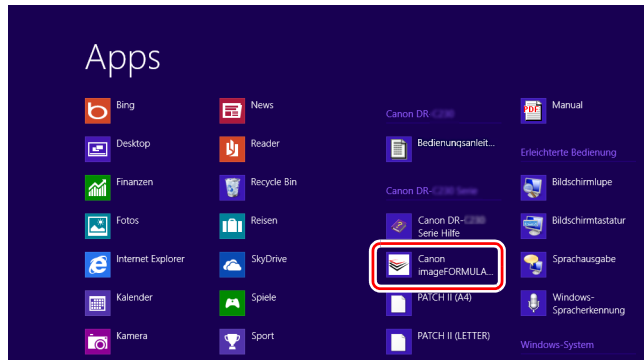 Apps
Bing
Desktop
Finanzen
Fotos
Internet Explorer
Kalender
Kamera
News
Reader
Recycle Bin
Reisen
SkyDrive
Spiele
Sport
Canon DR-
Bedienungsanleit...
Canon DR-
Canon DR-
Serie Hilfe
Canon
imageFORMULA...
PATCH II (A4)
PATCH II (LETTER)
PDF
Manual
Erleichterte Bedienung
Bildschirmlupe
Bildschirmtastatur
Sprachausgabe
Windows-
Spracherkennung
Windows-System